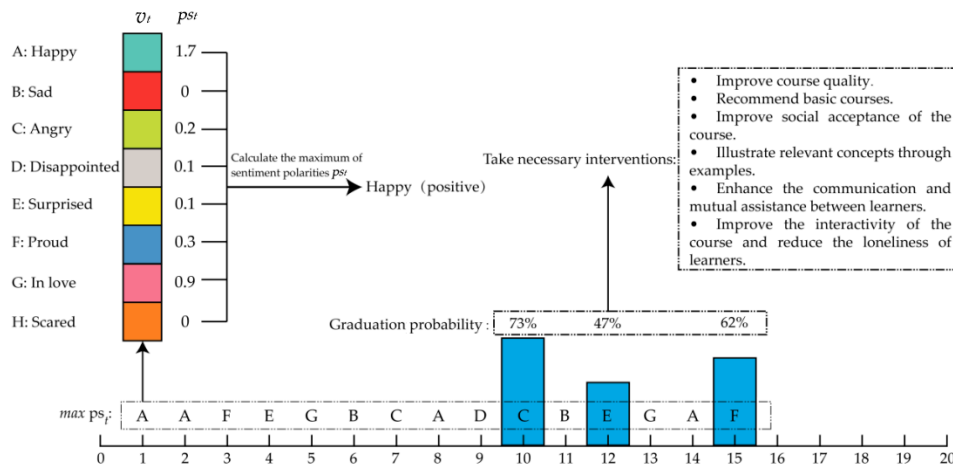 vₜ psₜ
A: Happy 1.7
B: Sad 0
C: Angry 0.2
D: Disappointed 0.1
E: Surprised 0.1
F: Proud 0.3
G: In love 0.9
H: Scared 0
Calculate the maximum of
sentiment polarities psₜ
Happy (positive)
Take necessary interventions:
• Improve course quality.
• Recommend basic courses.
• Improve social acceptance of the
course.
• Illustrate relevant concepts through
examples.
• Enhance the communication and
mutual assistance between learners.
• Improve the interactivity of the
course and reduce the loneliness of
learners.
Graduation probability: 73% 47% 62%
max psₜ: A A F E G B C A D C B E G A F
0 1 2 3 4 5 6 7 8 9 10 11 12 13 14 15 16 17 18 19 20